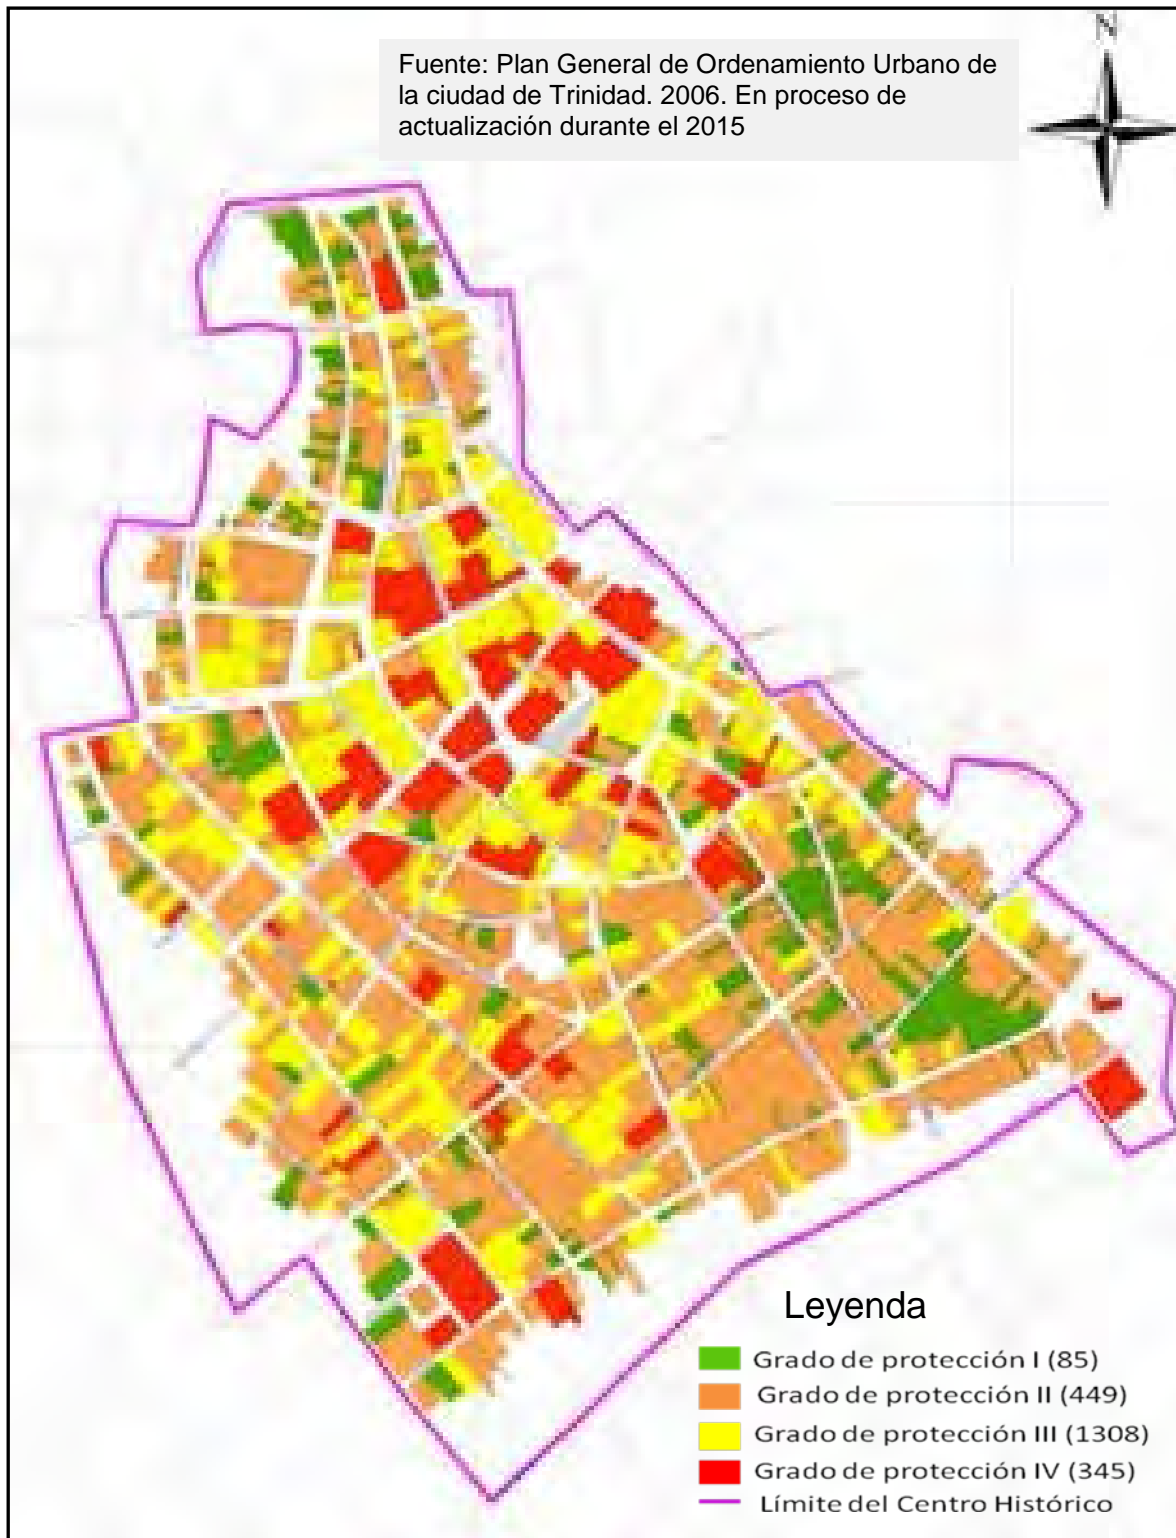 Fuente: Plan General de Ordenamiento Urbano de
la ciudad de Trinidad. 2006. En proceso de
actualización durante el 2015
N
Leyenda
Grado de protección I (85)
Grado de protección II (449)
Grado de protección III (1308)
Grado de protección IV (345)
Límite del Centro Histórico